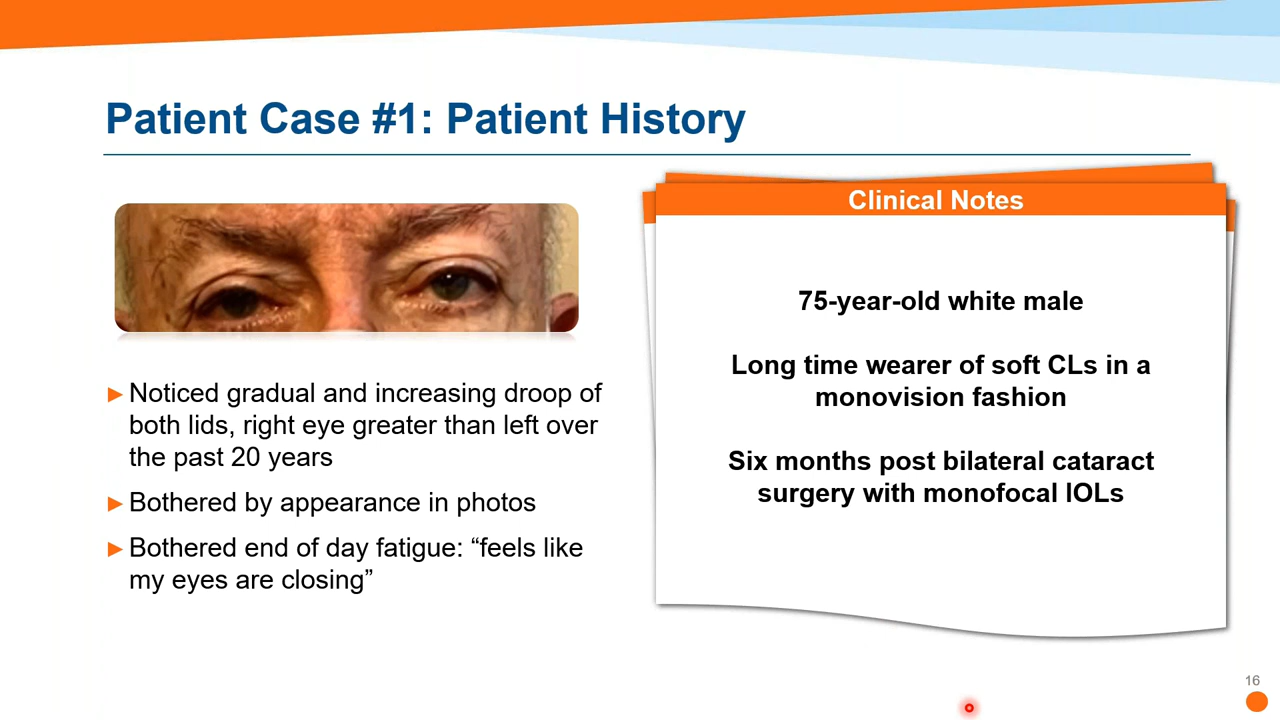 Patient Case #1: Patient History
► Noticed gradual and increasing droop of
both lids, right eye greater than left over
the past 20 years
► Bothered by appearance in photos
► Bothered end of day fatigue: “feels like
my eyes are closing”
Clinical Notes
75-year-old white male
Long time wearer of soft CLs in a
monovision fashion
Six months post bilateral cataract
surgery with monofocal IOLs
16